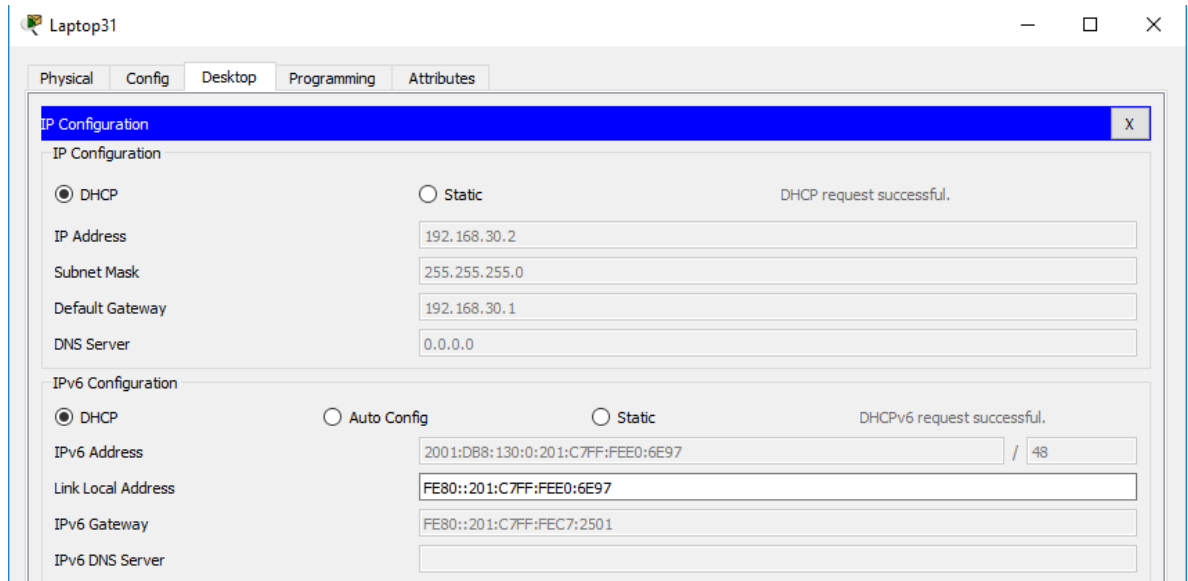 Laptop31
Physical Config Desktop Programming Attributes
IP Configuration X
IP Configuration
DHCP Static DHCP request successful.
IP Address 192.168.30.2
Subnet Mask 255.255.255.0
Default Gateway 192.168.30.1
DNS Server 0.0.0.0
IPv6 Configuration
DHCP Auto Config Static DHCPv6 request successful.
IPv6 Address 2001:DB8:130:0:201:C7FF:FEE0:6E97 / 48
Link Local Address FE80::201:C7FF:FEE0:6E97
IPv6 Gateway FE80::201:C7FF:FEC7:2501
IPv6 DNS Server